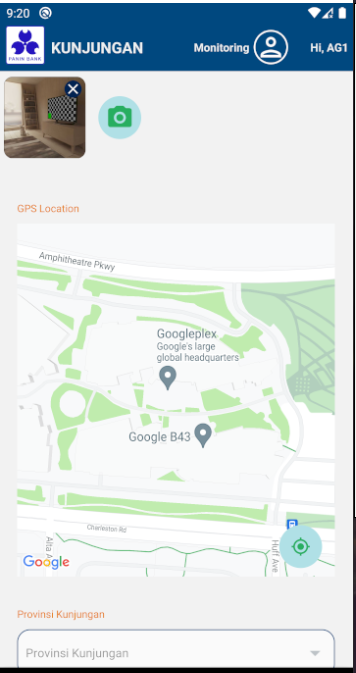 9:20
PANIN BANK
KUNJUNGAN
Monitoring
Hi, AG1
GPS Location
Amphitheatre Pkwy
Googleplex
Google's large
global headquarters
Google B43
Charleston Rd
Alta Av
Huff Ave
Google
Provinsi Kunjungan
Provinsi Kunjungan